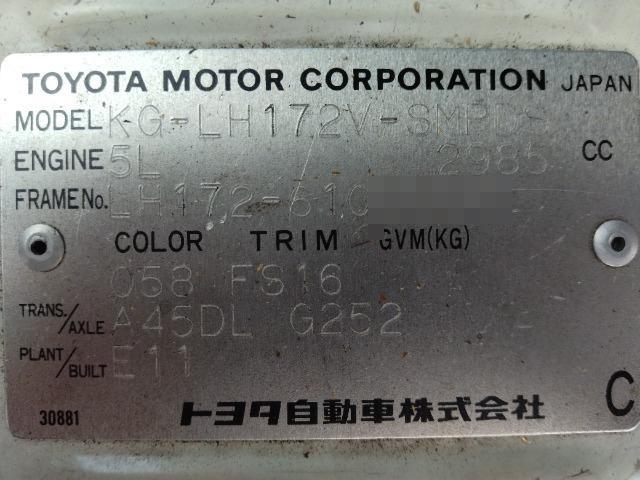 TOYOTA MOTOR CORPORATION JAPAN
MODEL KG-LH172V-SMPDS
ENGINE 5L 2985 CC
FRAME No. LH172-610
COLOR TRIM GVM(KG)
058 FS16
TRANS./AXLE A45DL G252
PLANT/BUILT E11
30881 トヨタ自動車株式会社 C